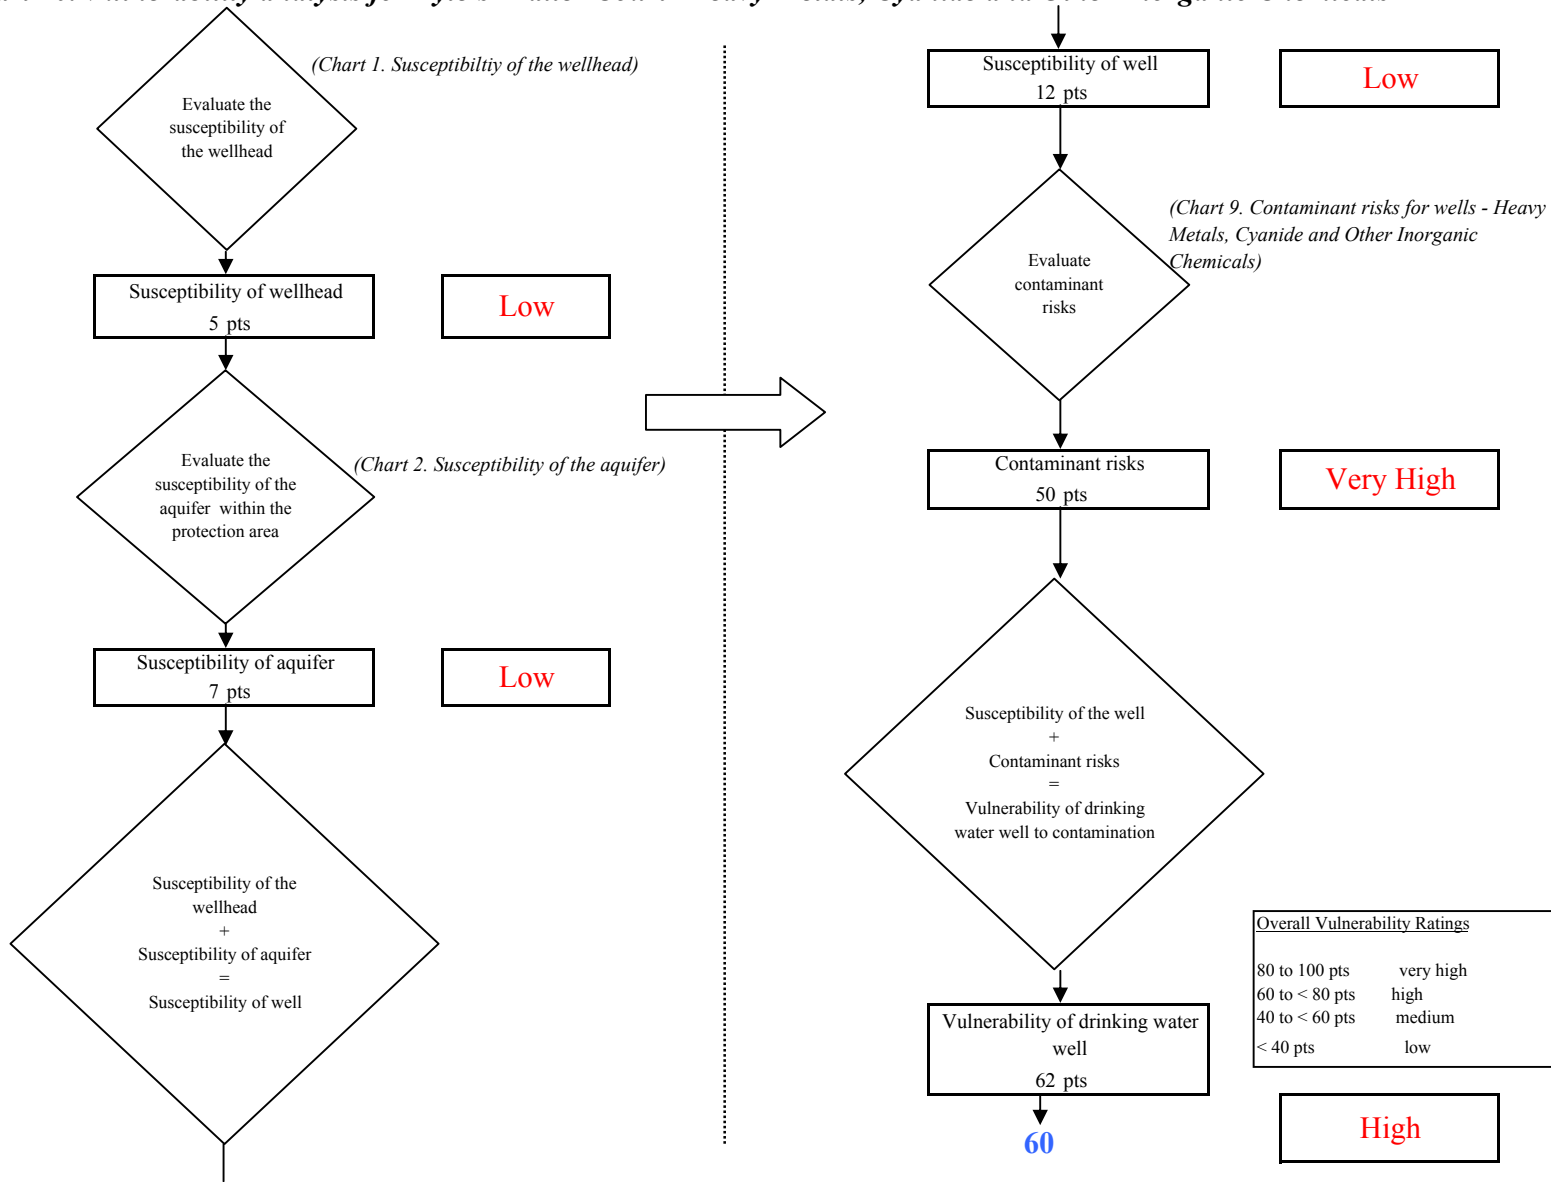 (Chart 1. Susceptibiltiy of the wellhead)
Evaluate the
susceptibility of
the wellhead
Susceptibility of wellhead
5 pts
Low
Evaluate the
susceptibility of the
aquifer within the
protection area
(Chart 2. Susceptibility of the aquifer)
Susceptibility of aquifer
7 pts
Low
Susceptibility of the
wellhead
+
Susceptibility of aquifer
=
Susceptibility of well
Susceptibility of well
12 pts
Low
(Chart 9. Contaminant risks for wells - Heavy
Metals, Cyanide and Other Inorganic
Chemicals)
Evaluate
contaminant
risks
Contaminant risks
50 pts
Very High
Susceptibility of the well
+
Contaminant risks
=
Vulnerability of drinking
water well to contamination
Overall Vulnerability Ratings
80 to 100 pts very high
60 to < 80 pts high
40 to < 60 pts medium
< 40 pts low
Vulnerability of drinking water
well
62 pts
60
High